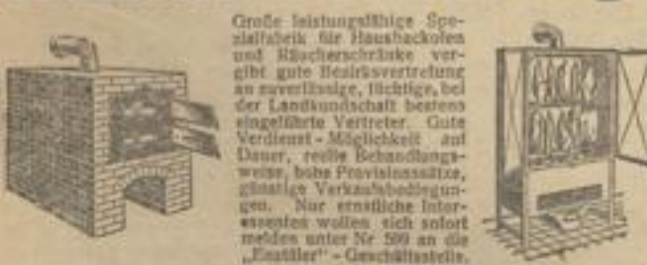 Große leistungsfähige Spe-
zialfabrik für Hausbacköfen
und Räucherschränke ver-
gibt gute Bezirksvertretung
an zuverlässige, tüchtige, bei
der Landkundschaft bestens
eingeführte Vertreter. Gute
Verdienst-Möglichkeit auf
Dauer, reelle Behandlungs-
weise, hohe Provisionssätze,
günstige Verkaufsbedingun-
gen. Nur ernstliche Inter-
essenten wollen sich sofort
melden unter Nr 599 an die
„Enztäler“-Geschäftsstelle.